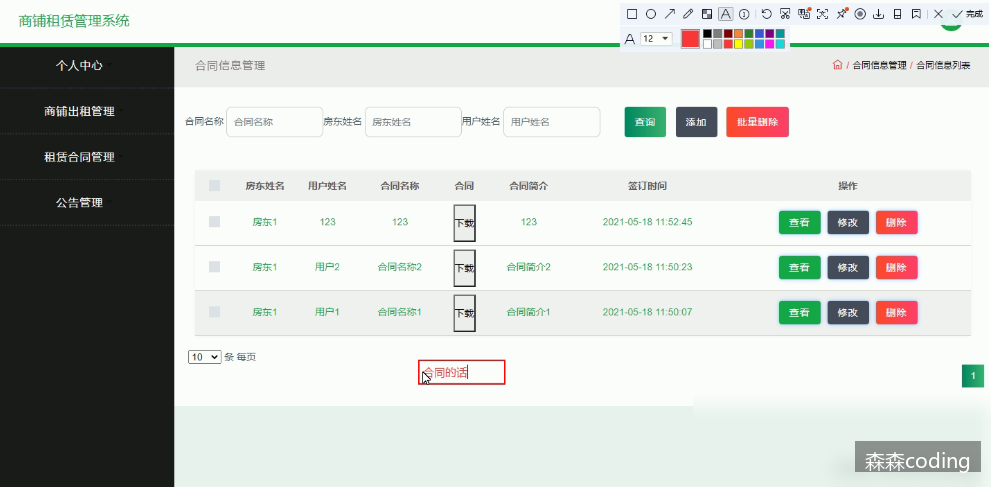 商铺租赁管理系统
A 12 完成
个人中心
商铺出租管理
租赁合同管理
公告管理
合同信息管理
/ 合同信息管理 / 合同信息列表
合同名称 合同名称 房东姓名 房东姓名 用户姓名 用户姓名 查询 添加 批量删除
房东姓名 用户姓名 合同名称 合同 合同简介 签订时间 操作
房东1 123 123 下载 123 2021-05-18 11:52:45 查看 修改 删除
房东1 用户2 合同名称2 下载 合同简介2 2021-05-18 11:50:23 查看 修改 删除
房东1 用户1 合同名称1 下载 合同简介1 2021-05-18 11:50:07 查看 修改 删除
10 条 每页
合同的话
1
森森coding